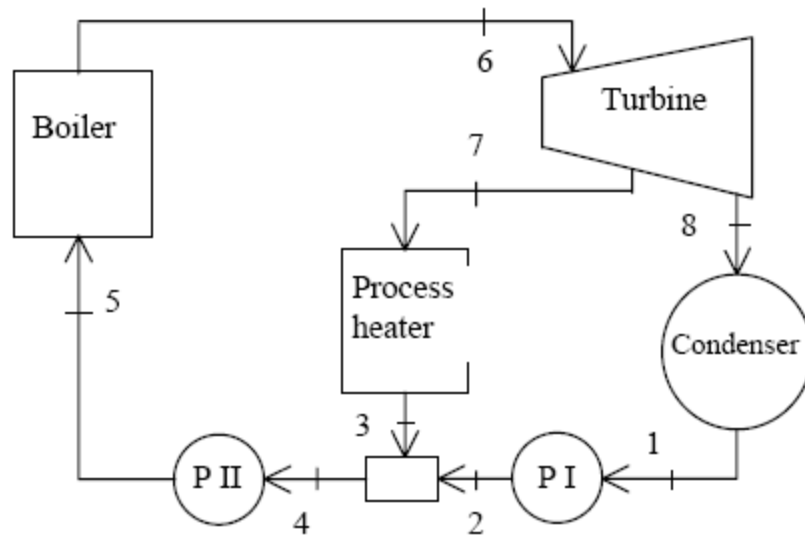 6
Turbine
Boiler
7
8
5
Process
heater
Condenser
3
1
P II
P I
4
2